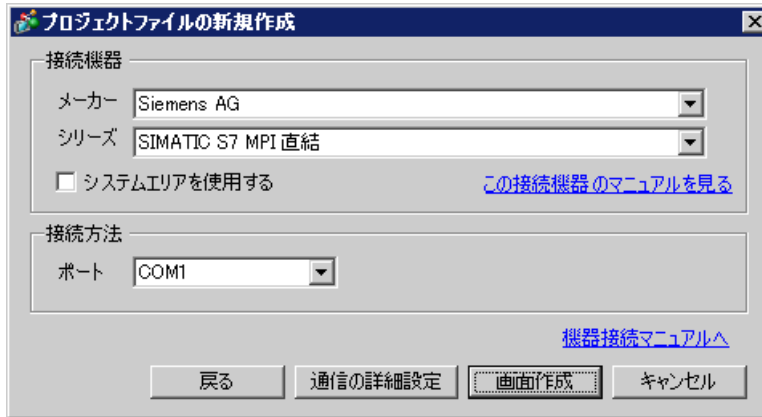 プロジェクトファイルの新規作成
接続機器
メーカー Siemens AG
シリーズ SIMATIC S7 MPI 直結
システムエリアを使用する この接続機器のマニュアルを見る
接続方法
ポート COM1
機器接続マニュアルへ
戻る 通信の詳細設定 画面作成 キャンセル